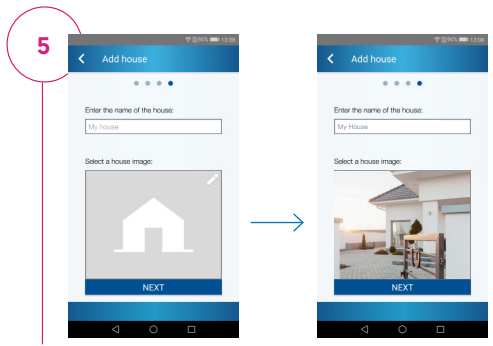 5
96% 13:08
Add house
Enter the name of the house:
My house
Select a house image:
NEXT
96% 13:08
Add house
Enter the name of the house:
My House
Select a house image:
NEXT